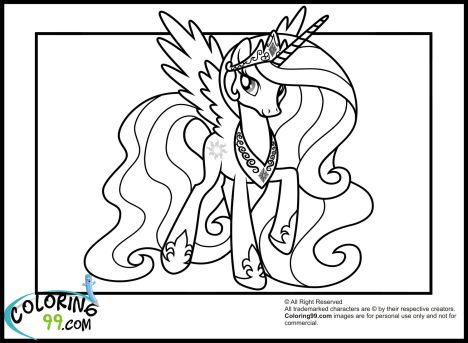 © All Right Reserved
All trademarked characters are © by their respective creators.
Coloring99.com images are for personal use only and not for
commercial.
COLORING
99.COM